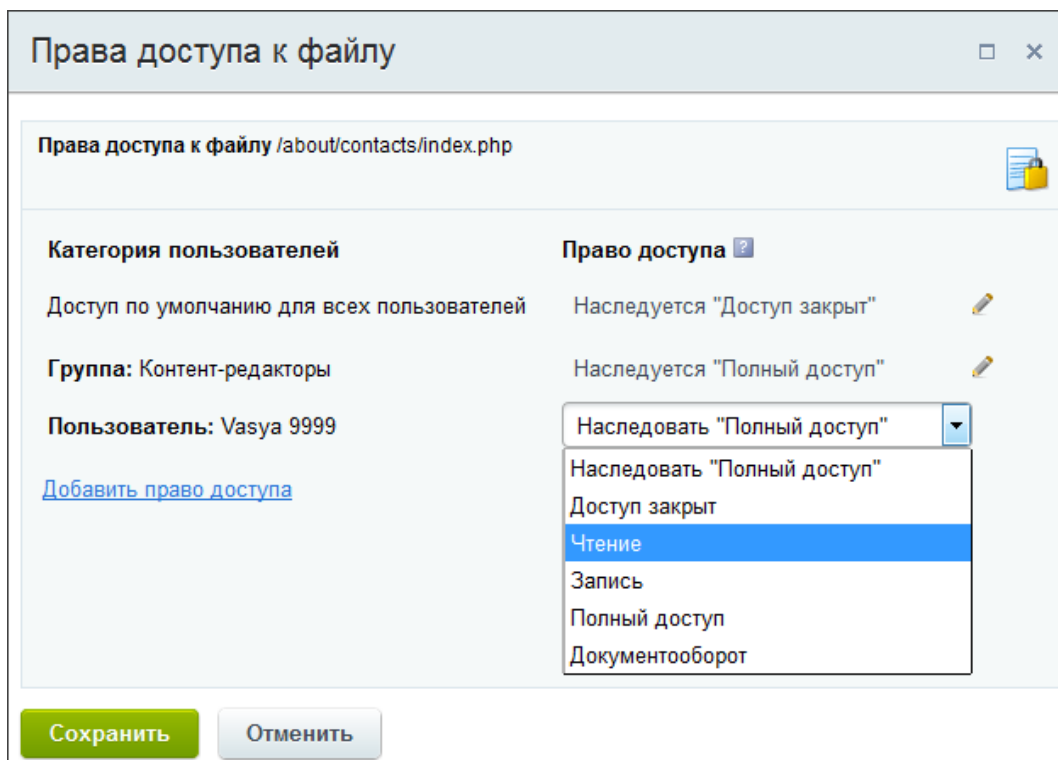 Права доступа к файлу
Права доступа к файлу /about/contacts/index.php
Категория пользователей Право доступа ?
Доступ по умолчанию для всех пользователей Наследуется "Доступ закрыт"
Группа: Контент-редакторы Наследуется "Полный доступ"
Пользователь: Vasya 9999 Наследовать "Полный доступ"
Наследовать "Полный доступ"
Добавить право доступа
Доступ закрыт
Чтение
Запись
Полный доступ
Документооборот
Сохранить Отменить